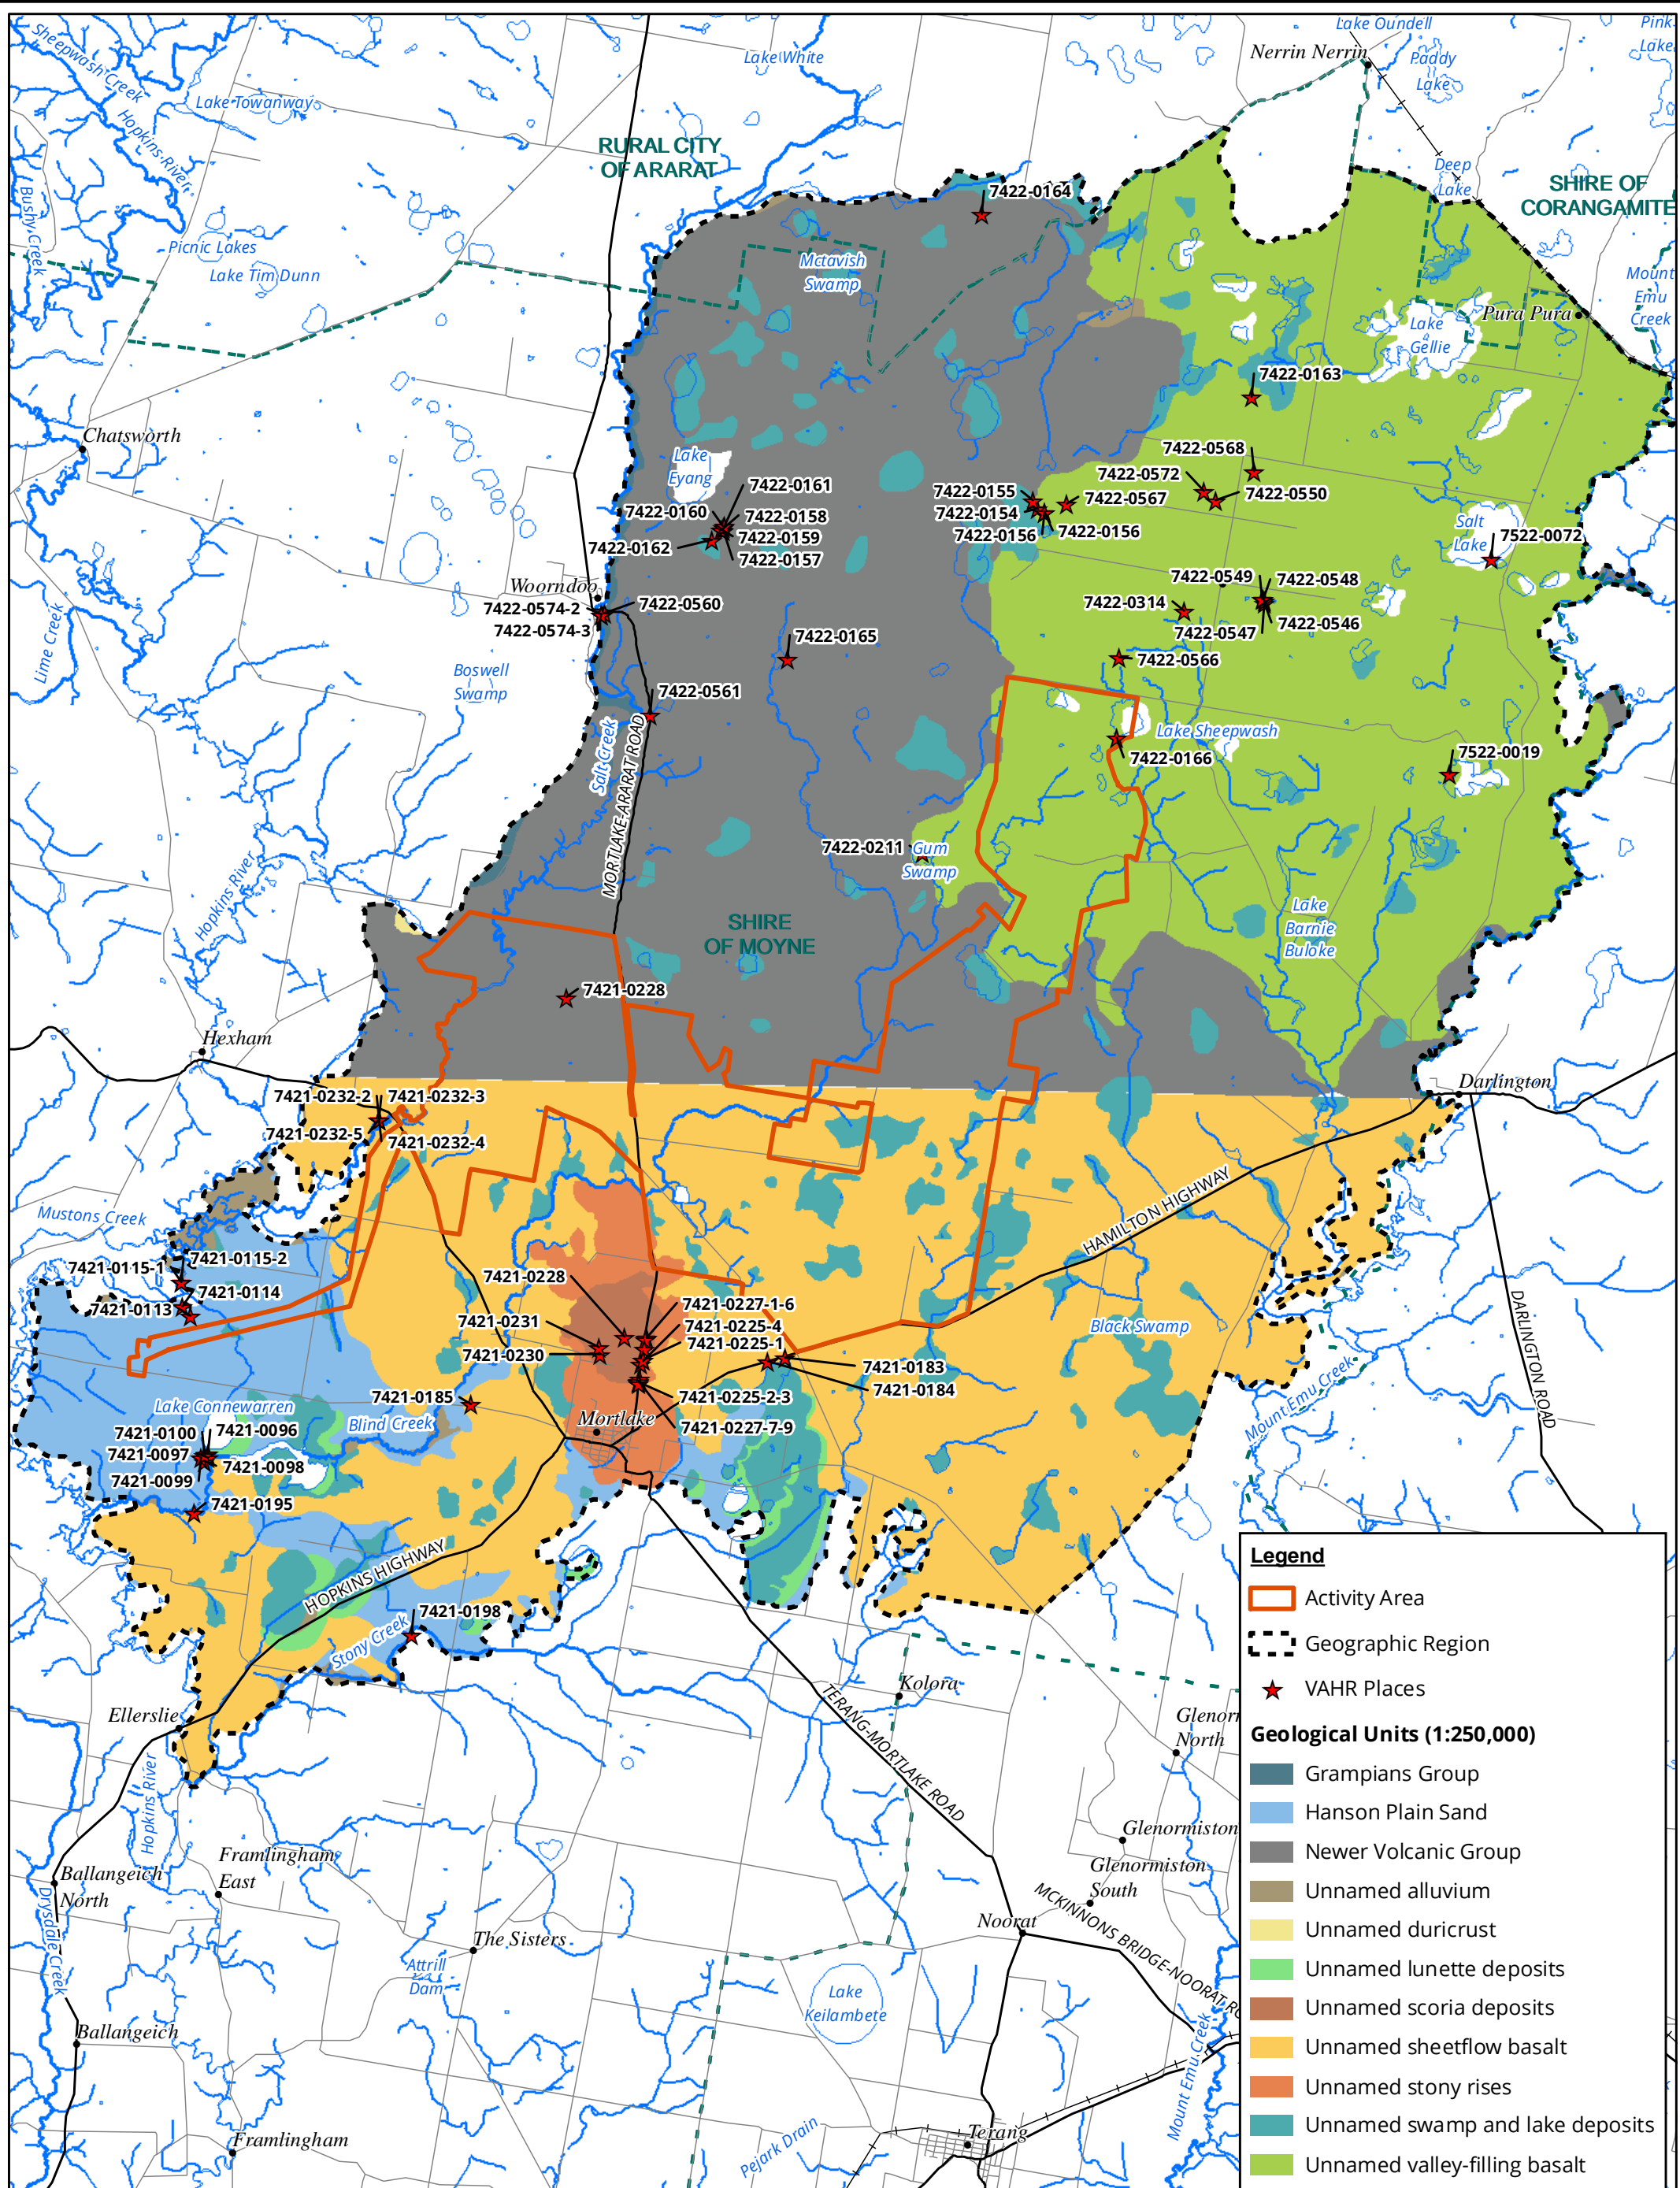 Lake Oundell
Pink
Lake
Nerrin Nerrin
Paddy
Lake
Sheepwash Creek
Lake White
Lake Towanway
Hopkins River
RURAL CITY
OF ARARAT
Deep
Lake
SHIRE OF
CORANGAMITE
Bushy Creek
7422-0164
Picnic Lakes
Lake Tim Dunn
Mctavish
Swamp
Mount
Emu
Creek
Pura Pura
Lake
Gellie
7422-0163
Chatsworth
7422-0568
Lake
Eyang
7422-0572
7422-0161
7422-0155
7422-0567
7422-0550
7422-0160
7422-0158
7422-0154
7422-0159
7422-0156
7422-0156
Salt
Lake
7522-0072
7422-0162
7422-0157
Woorndoo
7422-0549
7422-0548
7422-0574-2
7422-0560
7422-0314
7422-0574-3
7422-0547
7422-0546
7422-0165
7422-0566
Lime Creek
Boswell
Swamp
7422-0561
Salt Creek
MORTLAKE-ARARAT ROAD
Lake Sheepwash
7422-0166
7522-0019
7422-0211
Gum
Swamp
Hopkins River
SHIRE
OF MOYNE
Lake
Barnie
Buloke
7421-0228
Hexham
Darlington
7421-0232-2
7421-0232-3
7421-0232-5
7421-0232-4
HAMILTON HIGHWAY
Mustons Creek
7421-0115-1
7421-0115-2
7421-0114
7421-0113
7421-0228
7421-0227-1-6
7421-0231
7421-0225-4
7421-0225-1
7421-0230
Black Swamp
DARLINGTON ROAD
7421-0183
7421-0184
7421-0185
7421-0225-2-3
Lake Connewarren
Blind Creek
Mortlake
7421-0227-7-9
Mount Emu Creek
7421-0100
7421-0096
7421-0097
7421-0098
7421-0099
7421-0195
HOPKINS HIGHWAY
7421-0198
Stony Creek
Kolora
TERANG-MORTLAKE ROAD
Ellerslie
Glenor
North
Hopkins River
Glenormiston
Framlingham
East
Glenormiston
South
Ballangeich
North
MCKINNONS BRIDGE-NOORAT RO
Noorat
Drysdale Creek
The Sisters
Attrill
Dam
Lake
Keilambete
Ballangeich
Mount Emu Creek
Framlingham
Pejark Drain
Terang
Legend
Activity Area
Geographic Region
VAHR Places
Geological Units (1:250,000)
Grampians Group
Hanson Plain Sand
Newer Volcanic Group
Unnamed alluvium
Unnamed duricrust
Unnamed lunette deposits
Unnamed scoria deposits
Unnamed sheetflow basalt
Unnamed stony rises
Unnamed swamp and lake deposits
Unnamed valley-filling basalt